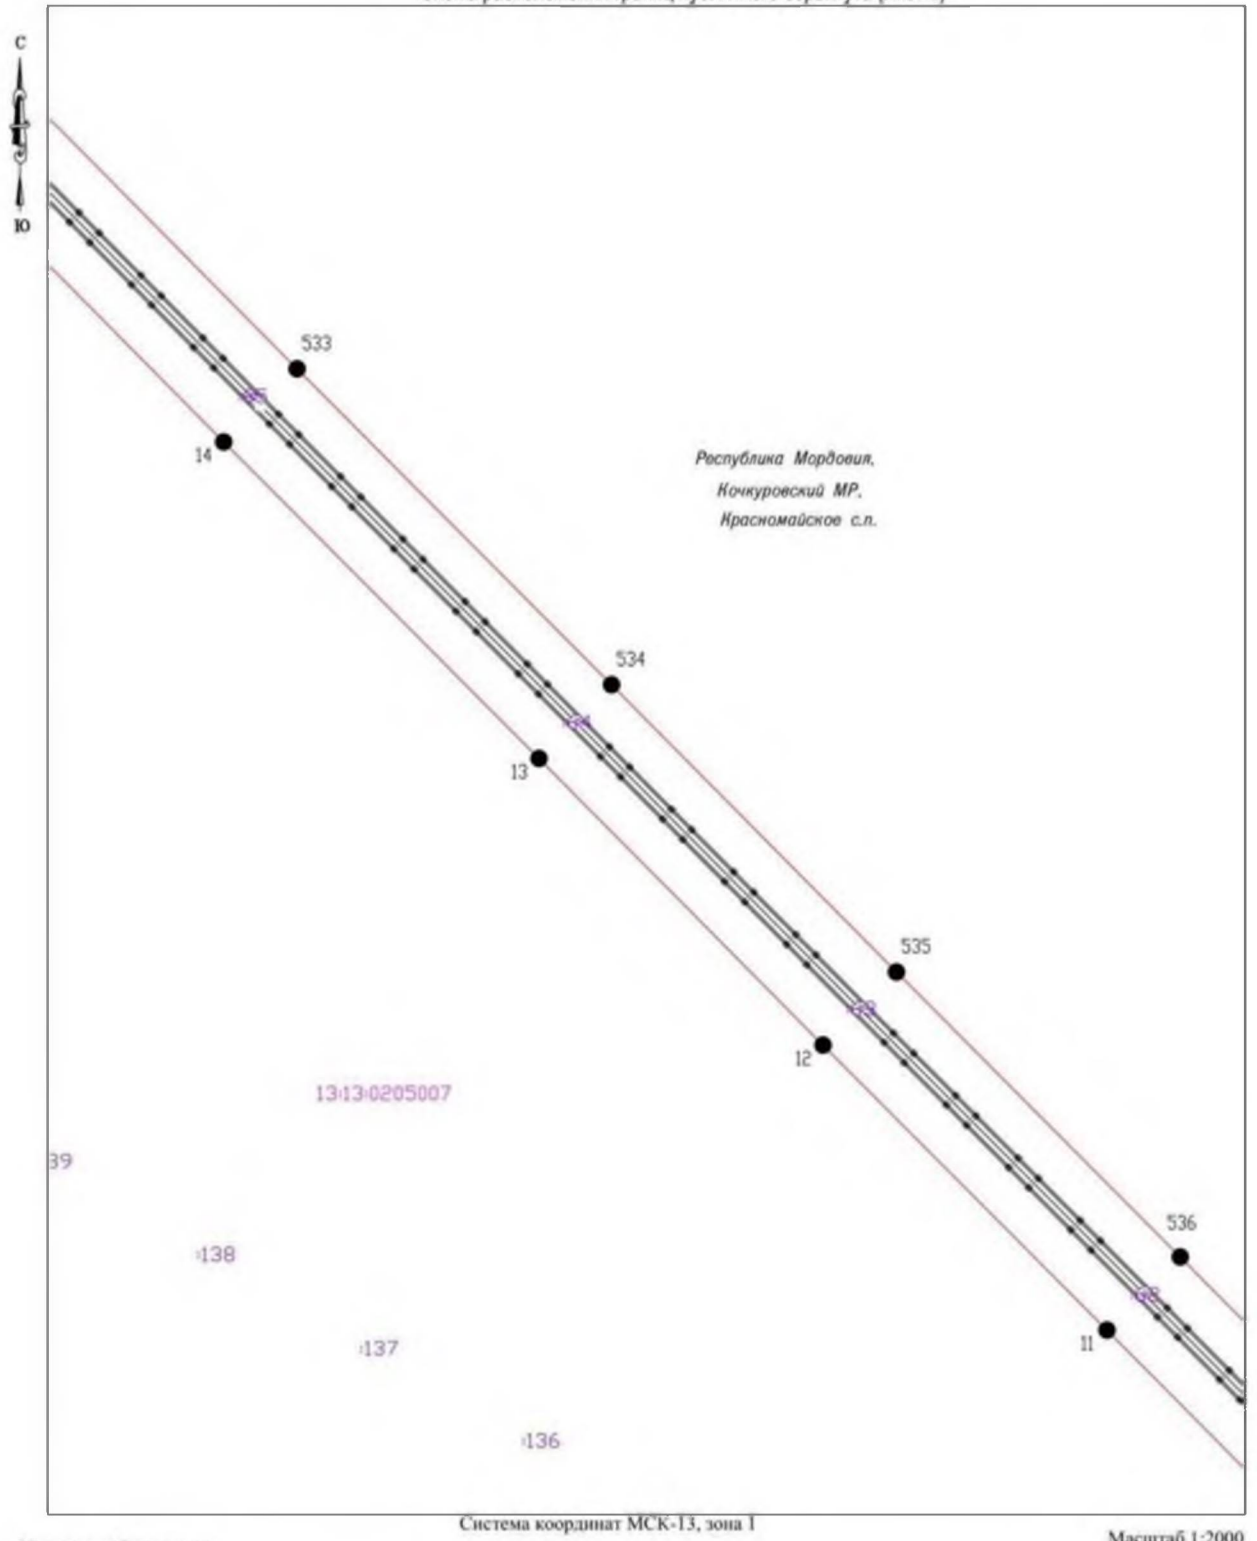 С
Ю
533
14
Республика Мордовия,
Кочкуровский МР,
Красномайское с.п.
534
13
535
12
13:13:0205007
39
:138
536
:137
11
:136
Система координат МСК-13, зона 1
Масштаб 1:2000